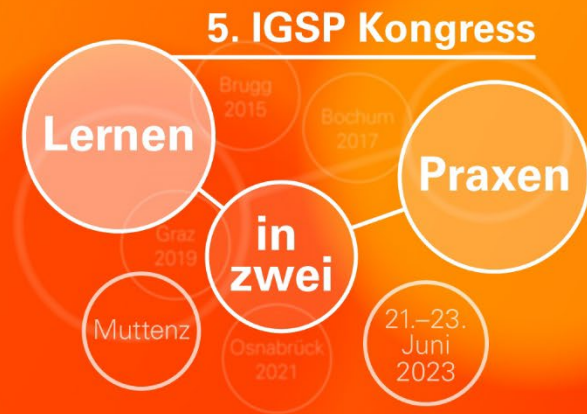 5. IGSP Kongress
Brugg
2015
Bochum
2017
Lernen
Praxen
Graz
2019
in
zwei
Muttenz
Osnabrück
2021
21.–23.
Juni
2023